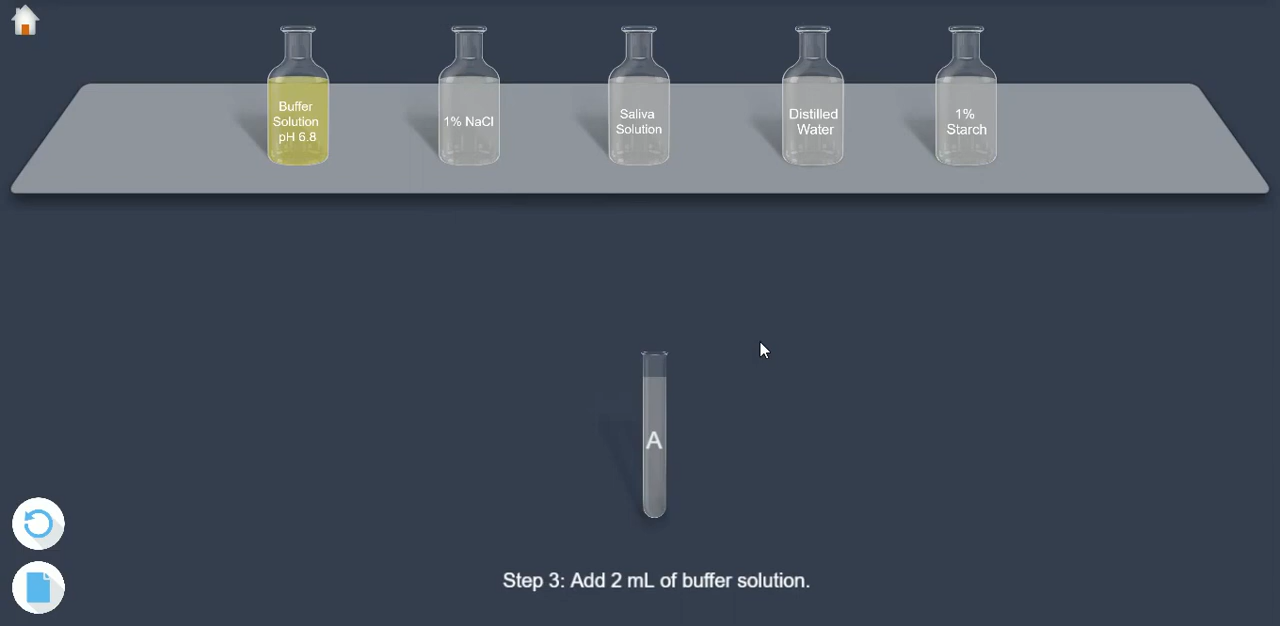 Buffer
Solution
pH 6.8
1% NaCl
Saliva
Solution
Distilled
Water
1%
Starch
A
Step 3: Add 2 mL of buffer solution.